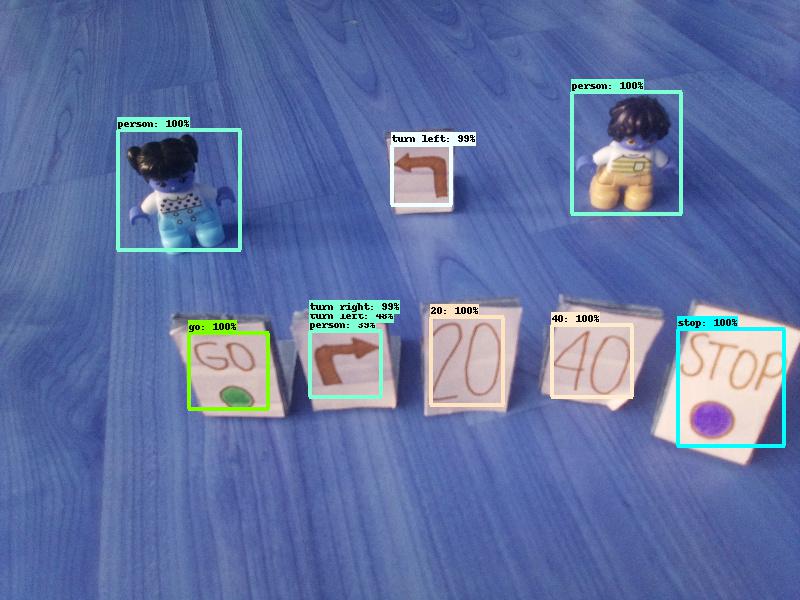 person: 100%
person: 100%
turn left: 99%
turn right: 99%
turn left: 48%
person: 39%
20: 100%
40: 100%
go: 100%
stop: 100%
GO
20
40
STOP